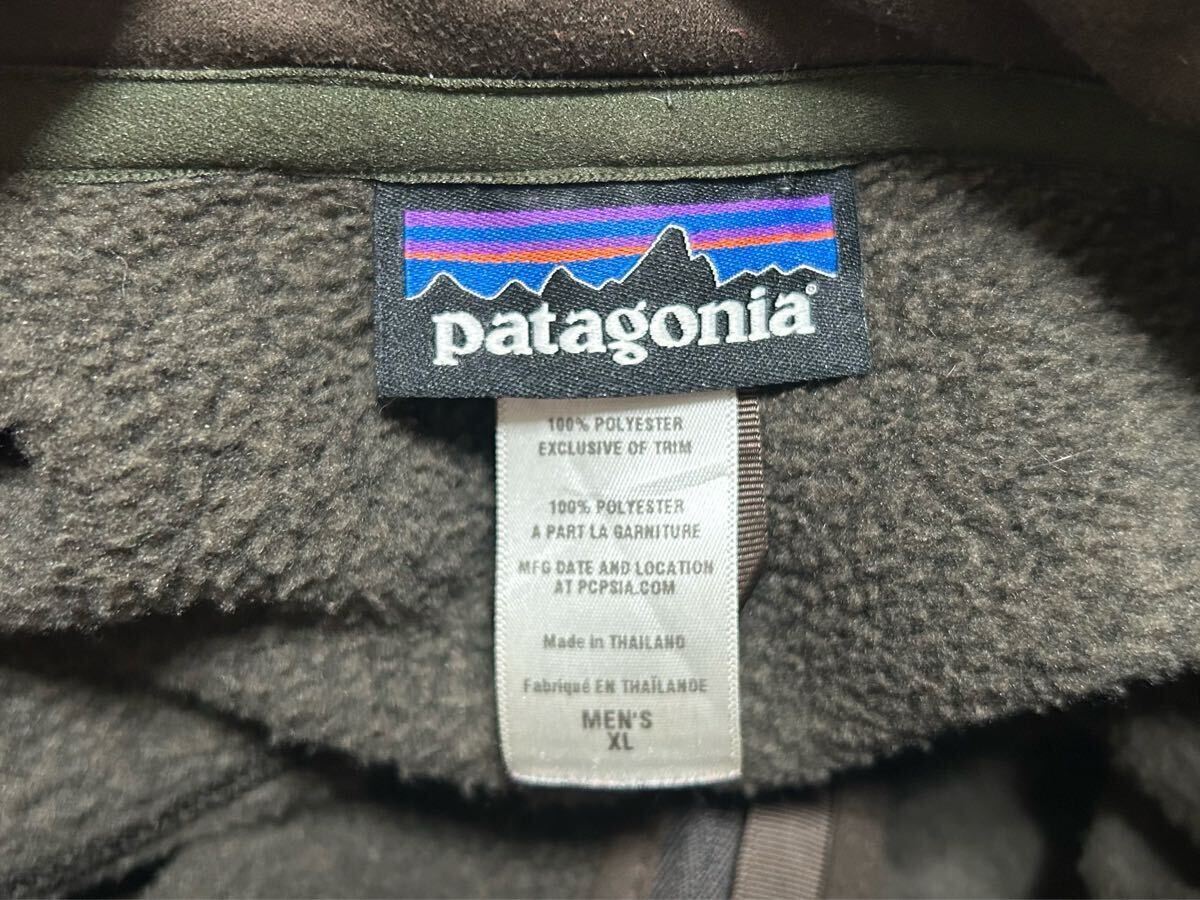 patagonia®
100% POLYESTER
EXCLUSIVE OF TRIM
100% POLYESTER
A PART LA GARNITURE
MFG DATE AND LOCATION
AT PCPSIA.COM
Made in THAILAND
Fabriqué EN THAÏLANDE
MEN'S
XL